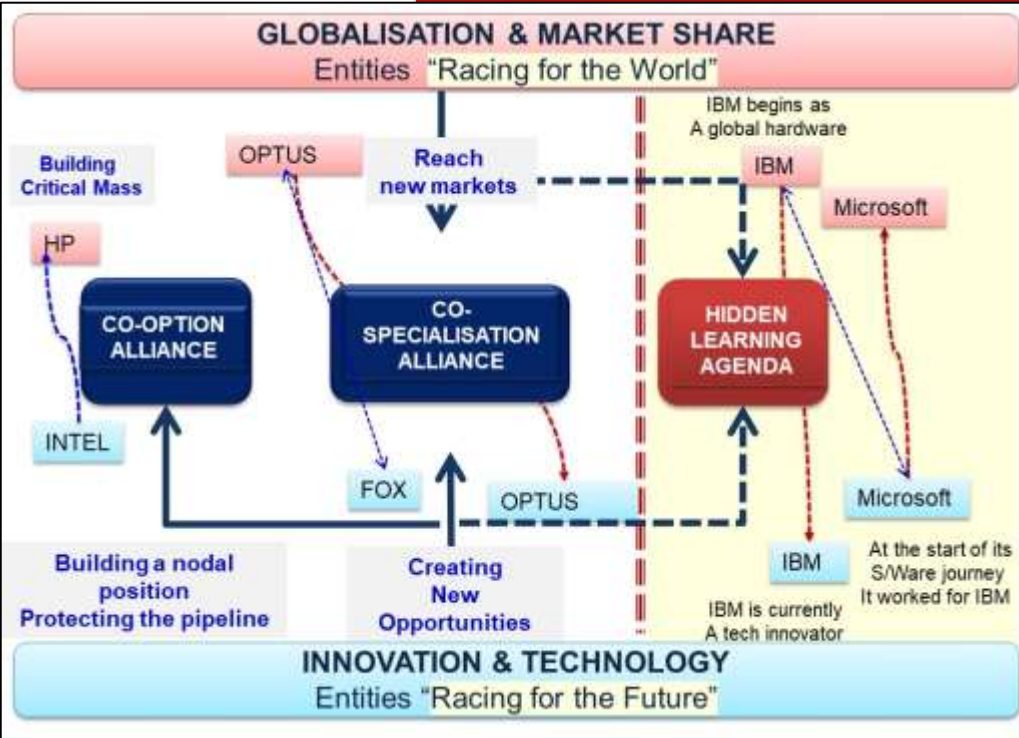 GLOBALISATION & MARKET SHARE
Entities “Racing for the World”
IBM begins as
A global hardware
Building
Critical Mass
OPTUS
Reach
new markets
IBM
Microsoft
HP
CO-OPTION
ALLIANCE
CO-
SPECIALISATION
ALLIANCE
HIDDEN
LEARNING
AGENDA
INTEL
FOX
OPTUS
Microsoft
Building a nodal
position
Protecting the pipeline
Creating
New
Opportunities
IBM
At the start of its
S/Ware journey
It worked for IBM
IBM is currently
A tech innovator
INNOVATION & TECHNOLOGY
Entities “Racing for the Future”